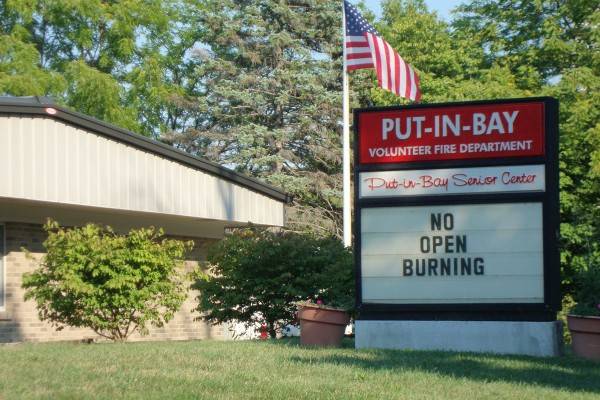 PUT-IN-BAY
VOLUNTEER FIRE DEPARTMENT
Put-in-Bay Senior Center
NO
OPEN
BURNING